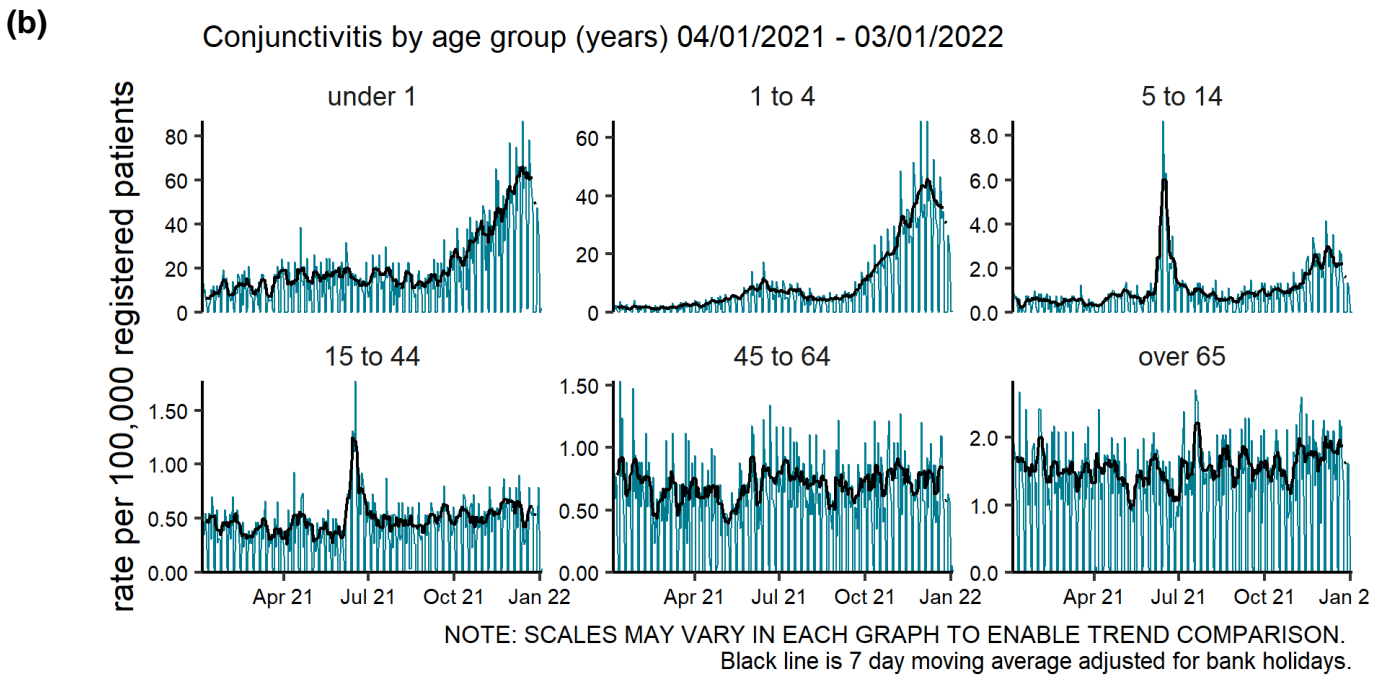 (b)
Conjunctivitis by age group (years) 04/01/2021 - 03/01/2022
rate per 100,000 registered patients
under 1
80
60
40
20
0
1 to 4
60
40
20
0
5 to 14
8.0
6.0
4.0
2.0
0.0
15 to 44
1.50
1.00
0.50
0.00
Apr 21 Jul 21 Oct 21 Jan 22
45 to 64
1.50
1.00
0.50
0.00
Apr 21 Jul 21 Oct 21 Jan 22
over 65
2.0
1.0
0.0
Apr 21 Jul 21 Oct 21 Jan 2
NOTE: SCALES MAY VARY IN EACH GRAPH TO ENABLE TREND COMPARISON.
Black line is 7 day moving average adjusted for bank holidays.